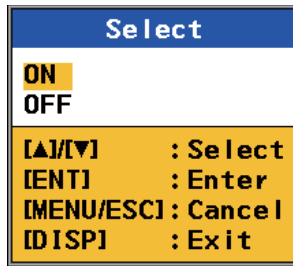 Select
ON
OFF
[▲]/[▼] :Select
[ENT] :Enter
[MENU/ESC]:Cancel
[DISP] :Exit